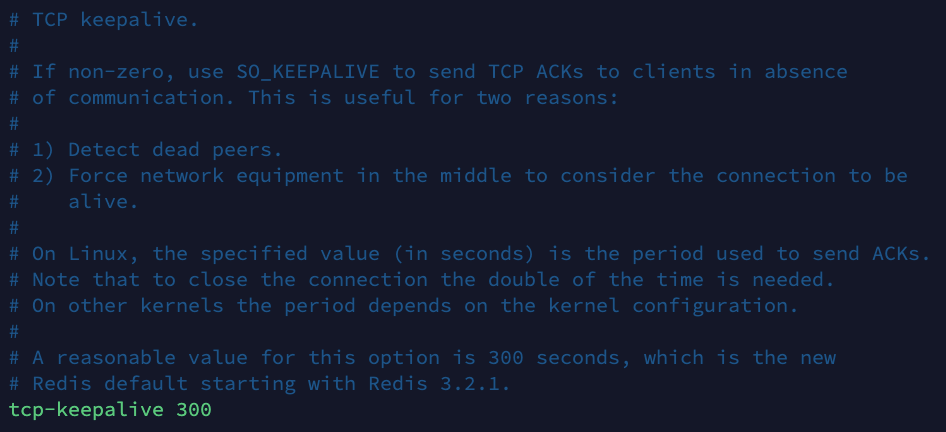 # TCP keepalive.
#
# If non-zero, use SO_KEEPALIVE to send TCP ACKs to clients in absence
# of communication. This is useful for two reasons:
#
# 1) Detect dead peers.
# 2) Force network equipment in the middle to consider the connection to be
#    alive.
#
# On Linux, the specified value (in seconds) is the period used to send ACKs.
# Note that to close the connection the double of the time is needed.
# On other kernels the period depends on the kernel configuration.
#
# A reasonable value for this option is 300 seconds, which is the new
# Redis default starting with Redis 3.2.1.
tcp-keepalive 300